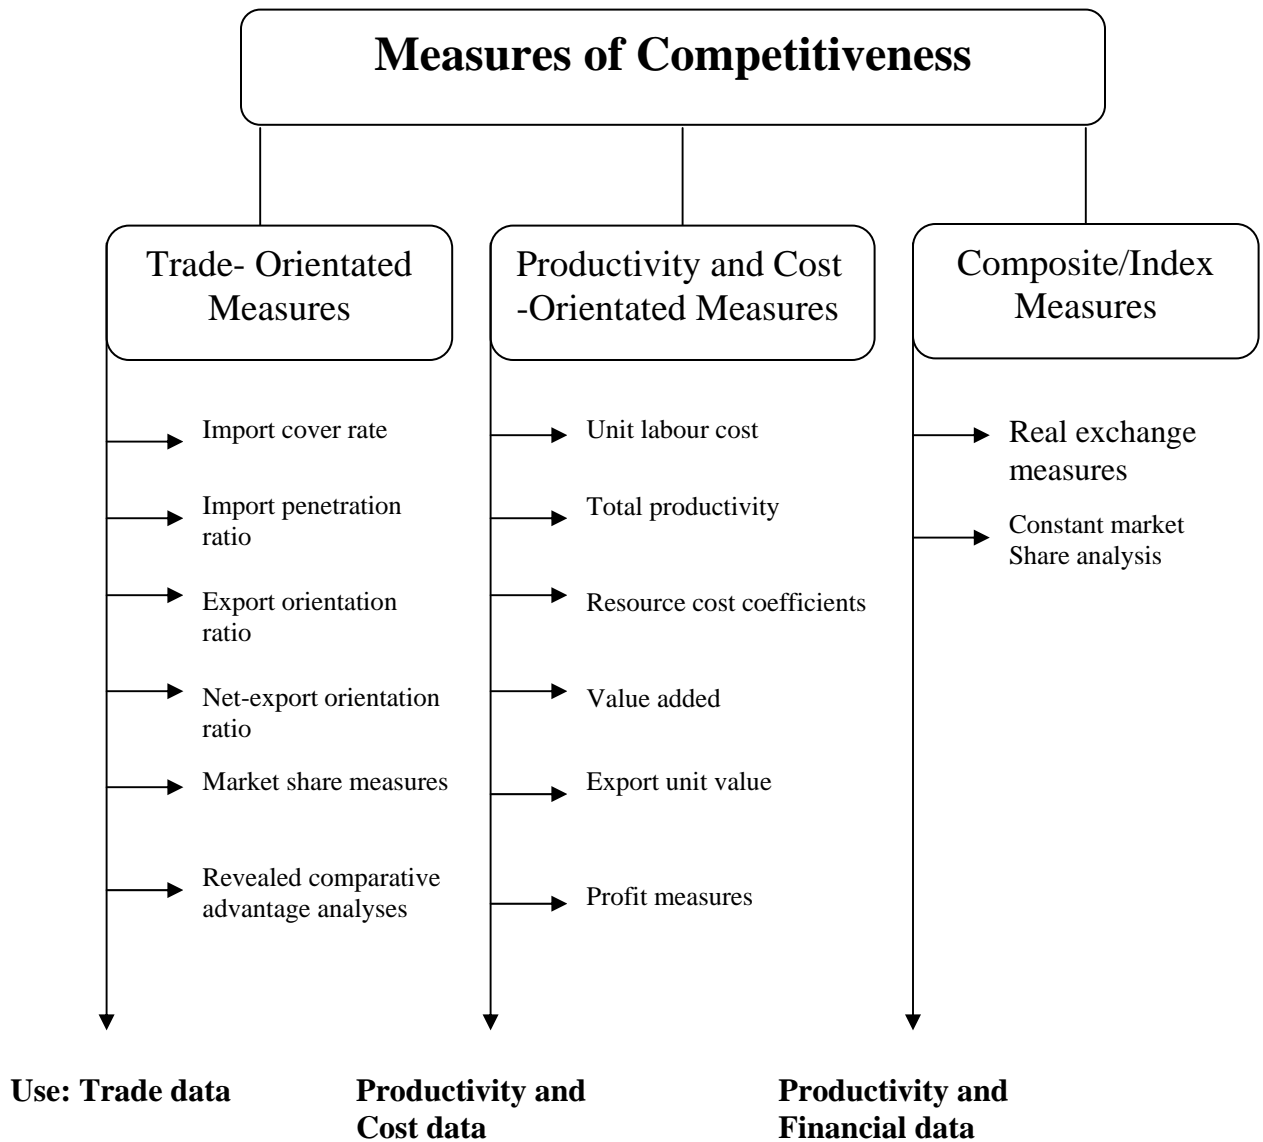 Measures of Competitiveness
Trade- Orientated
Measures
Import cover rate
Import penetration
ratio
Export orientation
ratio
Net-export orientation
ratio
Market share measures
Revealed comparative
advantage analyses
Use: Trade data
Productivity and Cost
-Orientated Measures
Unit labour cost
Total productivity
Resource cost coefficients
Value added
Export unit value
Profit measures
Productivity and
Cost data
Composite/Index
Measures
Real exchange
measures
Constant market
Share analysis
Productivity and
Financial data